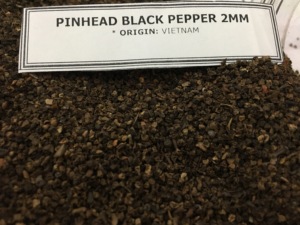 PINHEAD BLACK PEPPER 2MM
* ORIGIN: VIETNAM